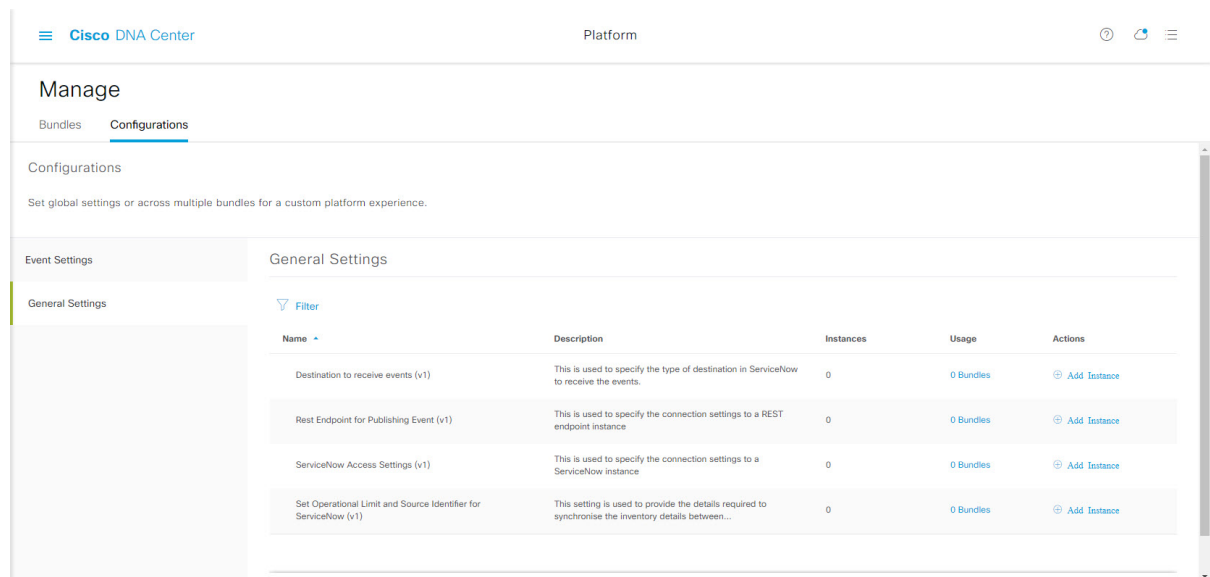 Cisco DNA Center
Platform
Manage
Bundles
Configurations
Configurations
Set global settings or across multiple bundles for a custom platform experience.
Event Settings
General Settings
General Settings
Filter
Name
Description
Instances
Usage
Actions
Destination to receive events (v1)
This is used to specify the type of destination in ServiceNow
to receive the events.
0
0 Bundles
Add Instance
Rest Endpoint for Publishing Event (v1)
This is used to specify the connection settings to a REST
endpoint instance
0
0 Bundles
Add Instance
ServiceNow Access Settings (v1)
This is used to specify the connection settings to a
ServiceNow instance
0
0 Bundles
Add Instance
Set Operational Limit and Source Identifier for
ServiceNow (v1)
This setting is used to provide the details required to
synchronise the inventory details between...
0
0 Bundles
Add Instance